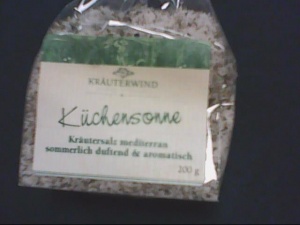 KRÄUTERWIND
Küchensonne
Kräutersalz mediterran
sommerlich duftend & aromatisch
200 g